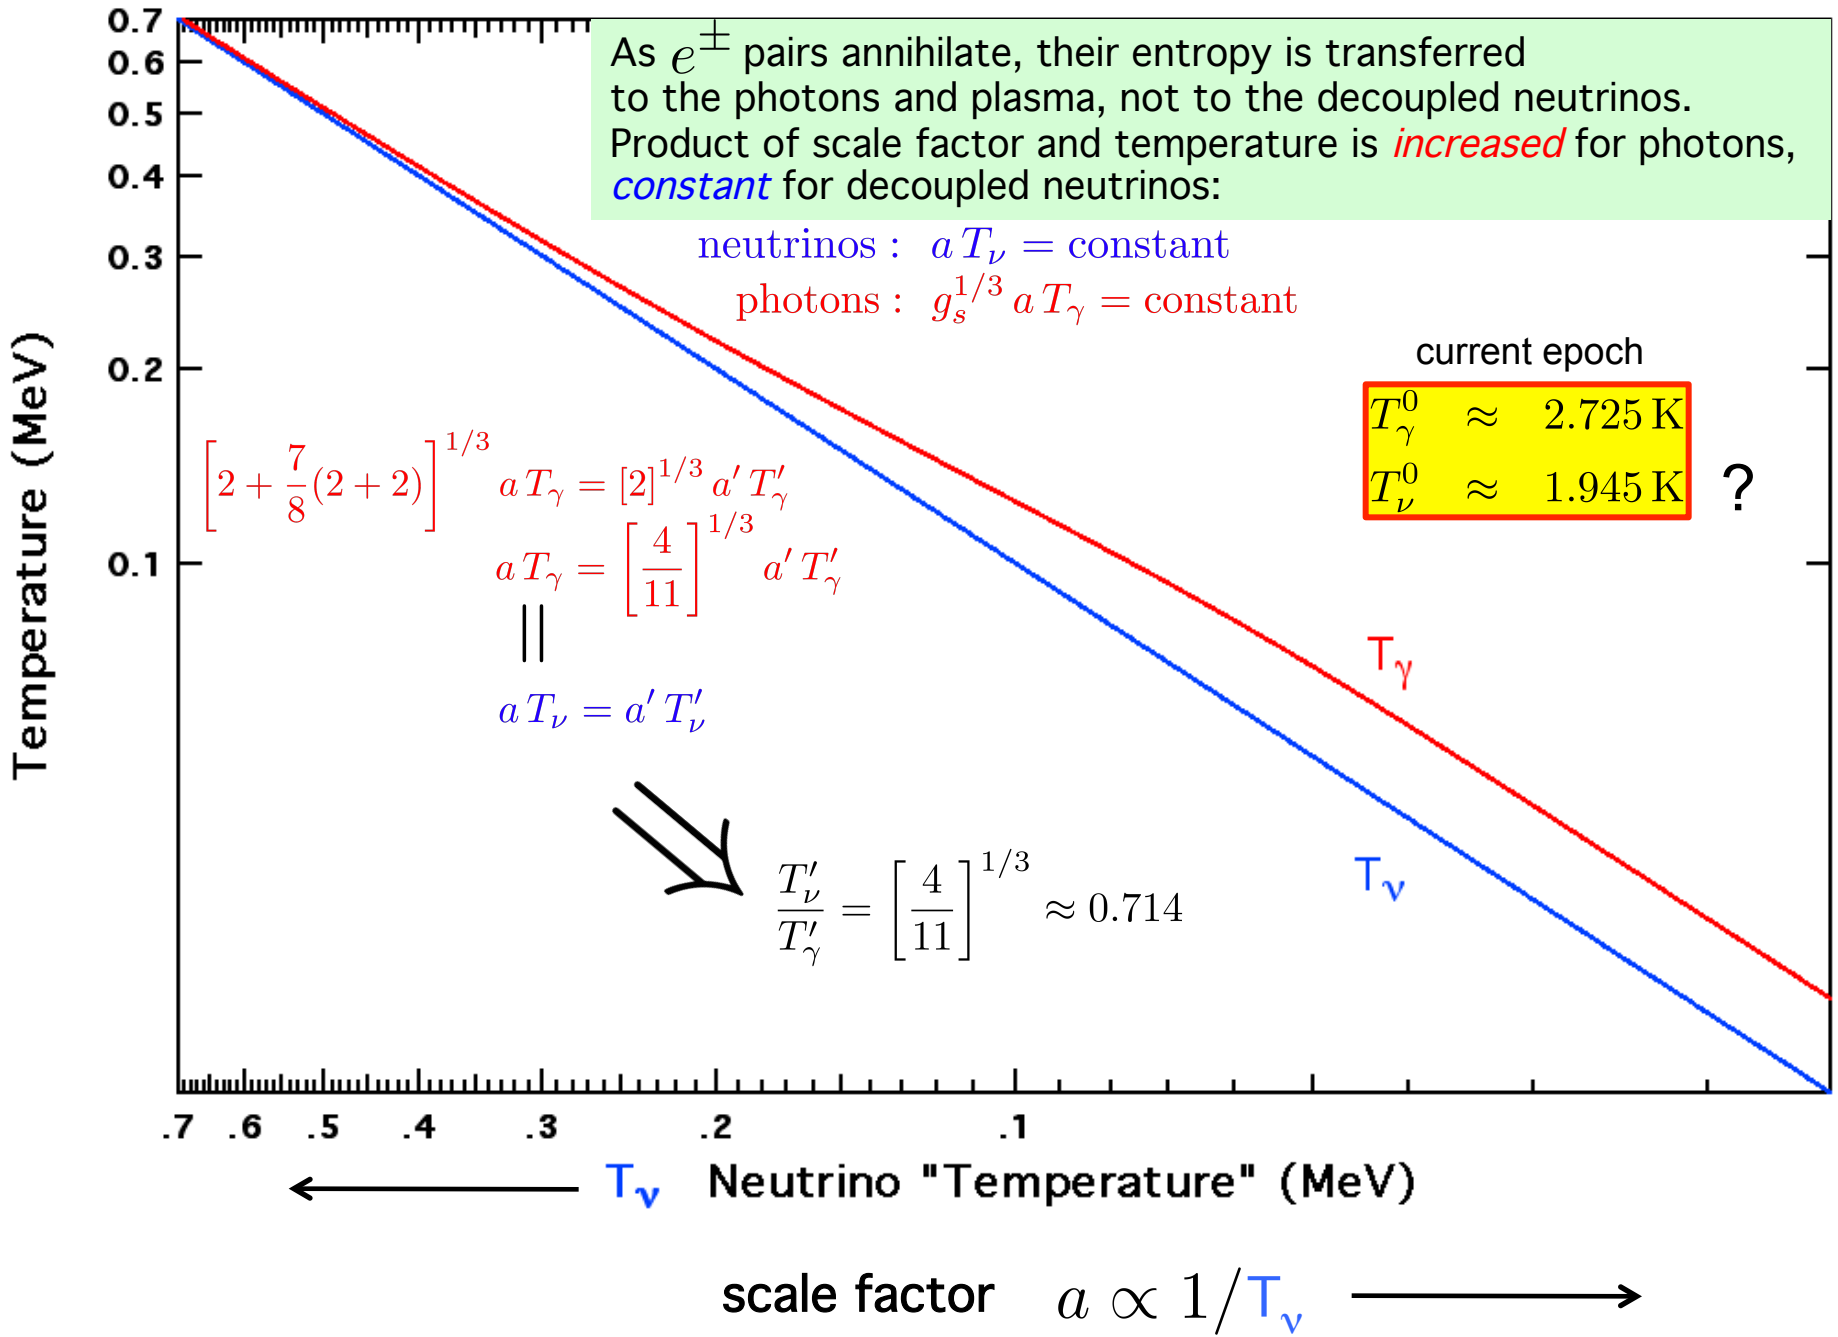 As e^± pairs annihilate, their entropy is transferred
to the photons and plasma, not to the decoupled neutrinos.
Product of scale factor and temperature is increased for photons,
constant for decoupled neutrinos:
neutrinos : a T_ν = constant
photons : g_s^{1/3} a T_γ = constant
current epoch
T_γ^0 ≈ 2.725 K
T_ν^0 ≈ 1.945 K ?
[2 + 7/8 (2 + 2)]^{1/3} a T_γ = [2]^{1/3} a′ T′_γ
a T_γ = [4/11]^{1/3} a′ T′_γ
||
a T_ν = a′ T′_ν
T′_ν / T′_γ = [4/11]^{1/3} ≈ 0.714
T_γ
T_ν
Temperature (MeV)
0.7
0.6
0.5
0.4
0.3
0.2
0.1
.7 .6 .5 .4 .3 .2 .1
T_ν Neutrino "Temperature" (MeV)
scale factor a ∝ 1/T_ν